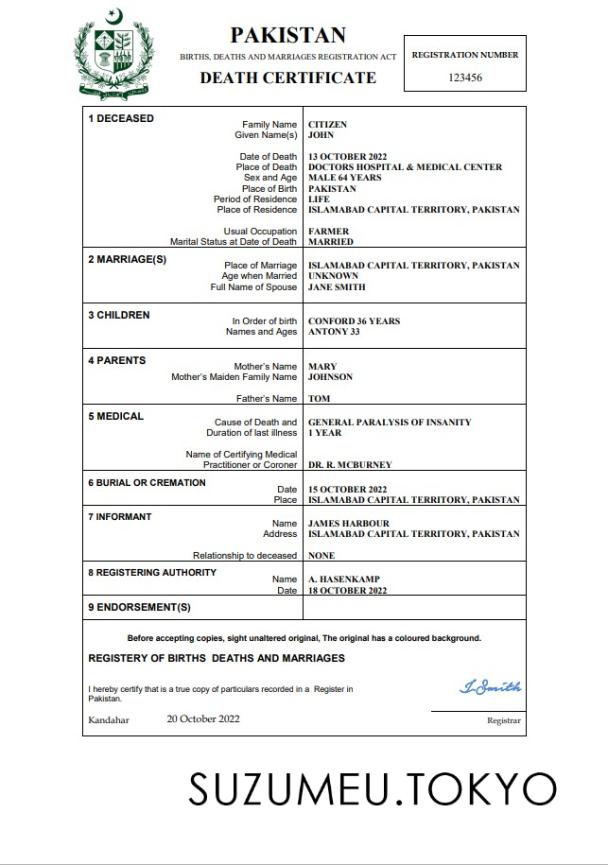 PAKISTAN
BIRTHS, DEATHS AND MARRIAGES REGISTRATION ACT
DEATH CERTIFICATE
REGISTRATION NUMBER
123456
1 DECEASED
Family Name CITIZEN
Given Name(s) JOHN
Date of Death 13 OCTOBER 2022
Place of Death DOCTORS HOSPITAL & MEDICAL CENTER
Sex and Age MALE 64 YEARS
Place of Birth PAKISTAN
Period of Residence LIFE
Place of Residence ISLAMABAD CAPITAL TERRITORY, PAKISTAN
Usual Occupation FARMER
Marital Status at Date of Death MARRIED
2 MARRIAGE(S)
Place of Marriage ISLAMABAD CAPITAL TERRITORY, PAKISTAN
Age when Married UNKNOWN
Full Name of Spouse JANE SMITH
3 CHILDREN
In Order of birth CONFORD 36 YEARS
Names and Ages ANTONY 33
4 PARENTS
Mother's Name MARY
Mother's Maiden Family Name JOHNSON
Father's Name TOM
5 MEDICAL
Cause of Death and GENERAL PARALYSIS OF INSANITY
Duration of last illness 1 YEAR
Name of Certifying Medical
Practitioner or Coroner DR. R. MCBURNEY
6 BURIAL OR CREMATION
Date 15 OCTOBER 2022
Place ISLAMABAD CAPITAL TERRITORY, PAKISTAN
7 INFORMANT
Name JAMES HARBOUR
Address ISLAMABAD CAPITAL TERRITORY, PAKISTAN
Relationship to deceased NONE
8 REGISTERING AUTHORITY
Name A. HASENKAMP
Date 18 OCTOBER 2022
9 ENDORSEMENT(S)
Before accepting copies, sight unaltered original, The original has a coloured background.
REGISTERY OF BIRTHS DEATHS AND MARRIAGES
I hereby certify that is a true copy of particulars recorded in a Register in
Pakistan.
Kandahar 20 October 2022
Registrar
SUZUMEU.TOKYO